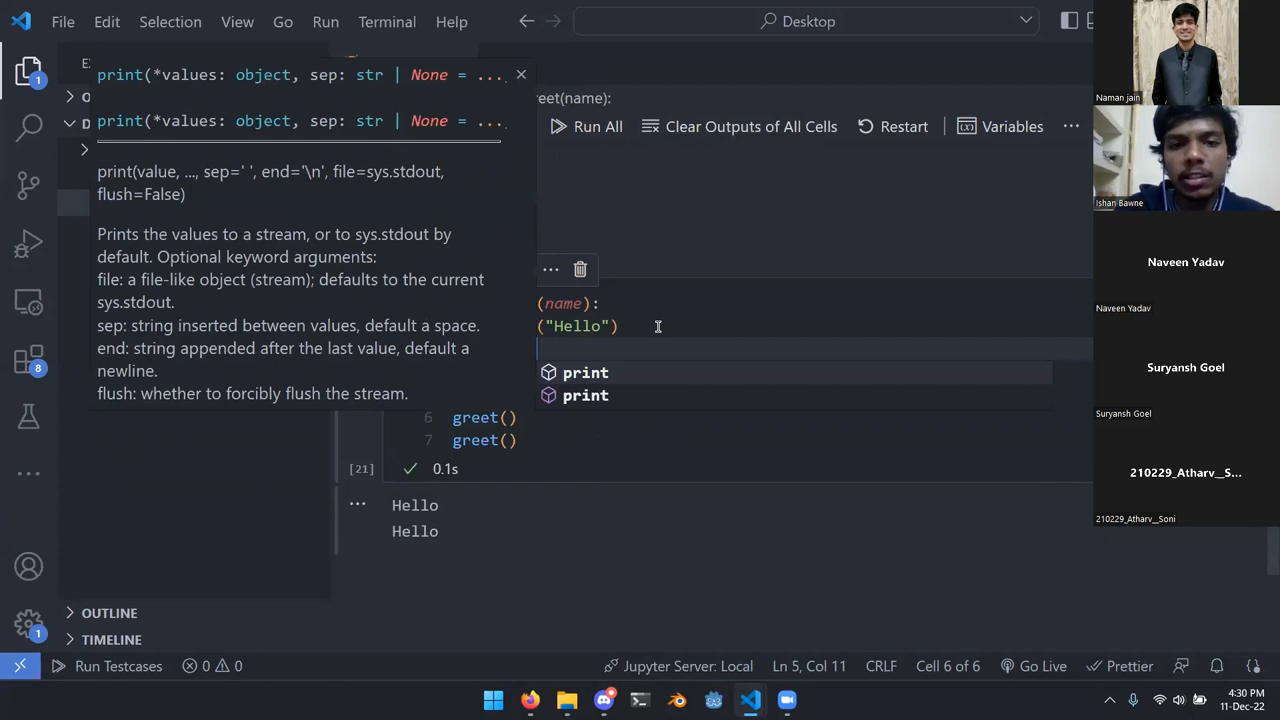 File Edit Selection View Go Run Terminal Help
Desktop
print(*values: object, sep: str | None = ...,
print(*values: object, sep: str | None = ...,
print(value, ..., sep=' ', end='\n', file=sys.stdout,
flush=False)
Prints the values to a stream, or to sys.stdout by
default. Optional keyword arguments:
file: a file-like object (stream); defaults to the current
sys.stdout.
sep: string inserted between values, default a space.
end: string appended after the last value, default a
newline.
flush: whether to forcibly flush the stream.
reet(name):
Run All Clear Outputs of All Cells Restart Variables ...
(name):
("Hello")
print
print
6 greet()
7 greet()
[21] 0.1s
Hello
Hello
1
8
1
OUTLINE
TIMELINE
Run Testcases 0 0
Jupyter Server: Local Ln 5, Col 11 CRLF Cell 6 of 6 Go Live Prettier
4:30 PM
11-Dec-22
Naman jain
Ishan Bawne
Naveen Yadav
Naveen Yadav
Suryansh Goel
Suryansh Goel
210229_Atharv__S...
210229_Atharv__Soni